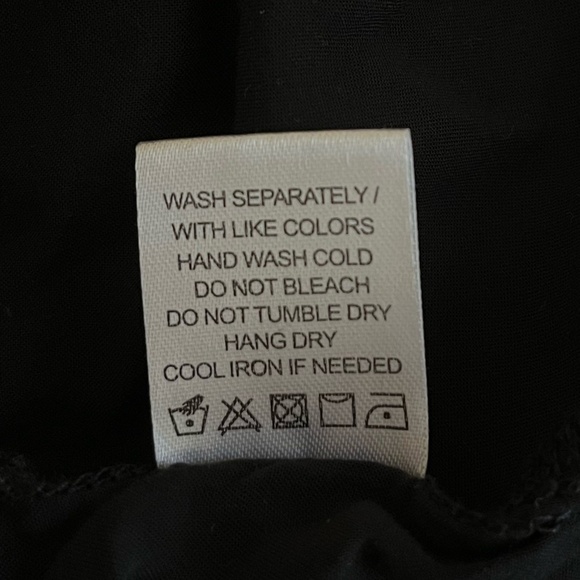 WASH SEPARATELY /
WITH LIKE COLORS
HAND WASH COLD
DO NOT BLEACH
DO NOT TUMBLE DRY
HANG DRY
COOL IRON IF NEEDED